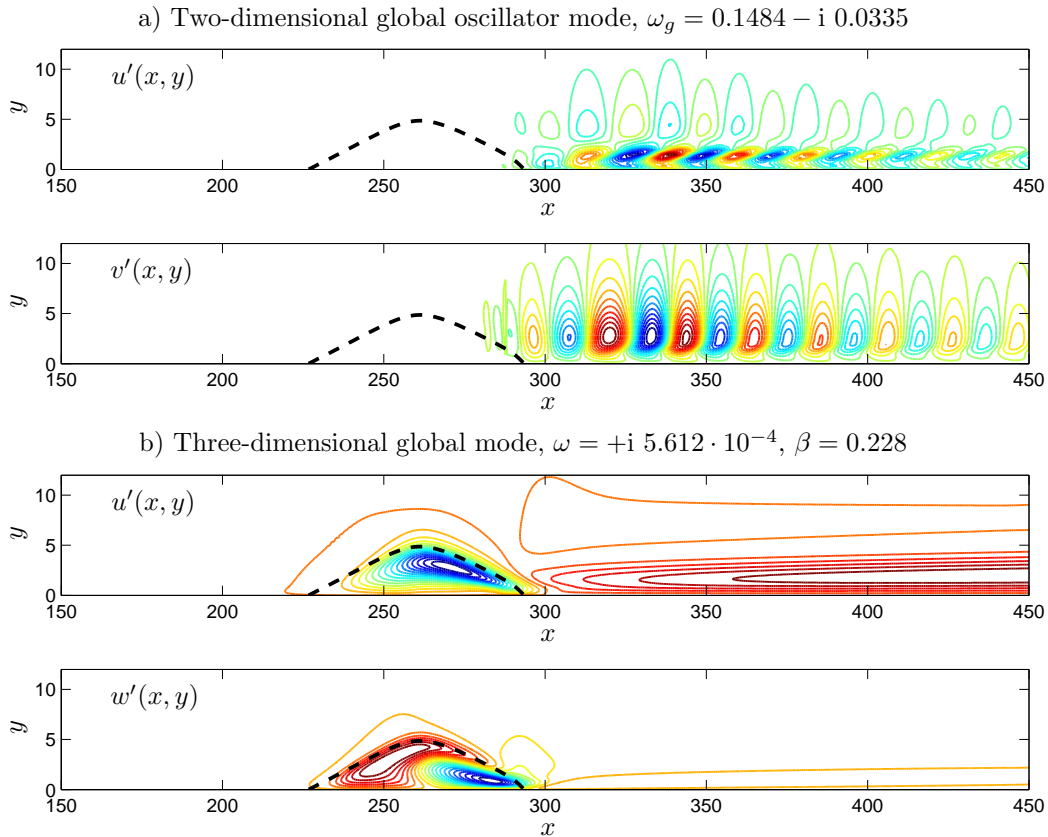 a) Two-dimensional global oscillator mode, ω_g = 0.1484 − i 0.0335
u′(x, y)
y
10
5
0
150 200 250 300 350 400 450
x
v′(x, y)
y
10
5
0
150 200 250 300 350 400 450
x
b) Three-dimensional global mode, ω = +i 5.612 · 10⁻⁴, β = 0.228
u′(x, y)
y
10
5
0
150 200 250 300 350 400 450
x
w′(x, y)
y
10
5
0
150 200 250 300 350 400 450
x